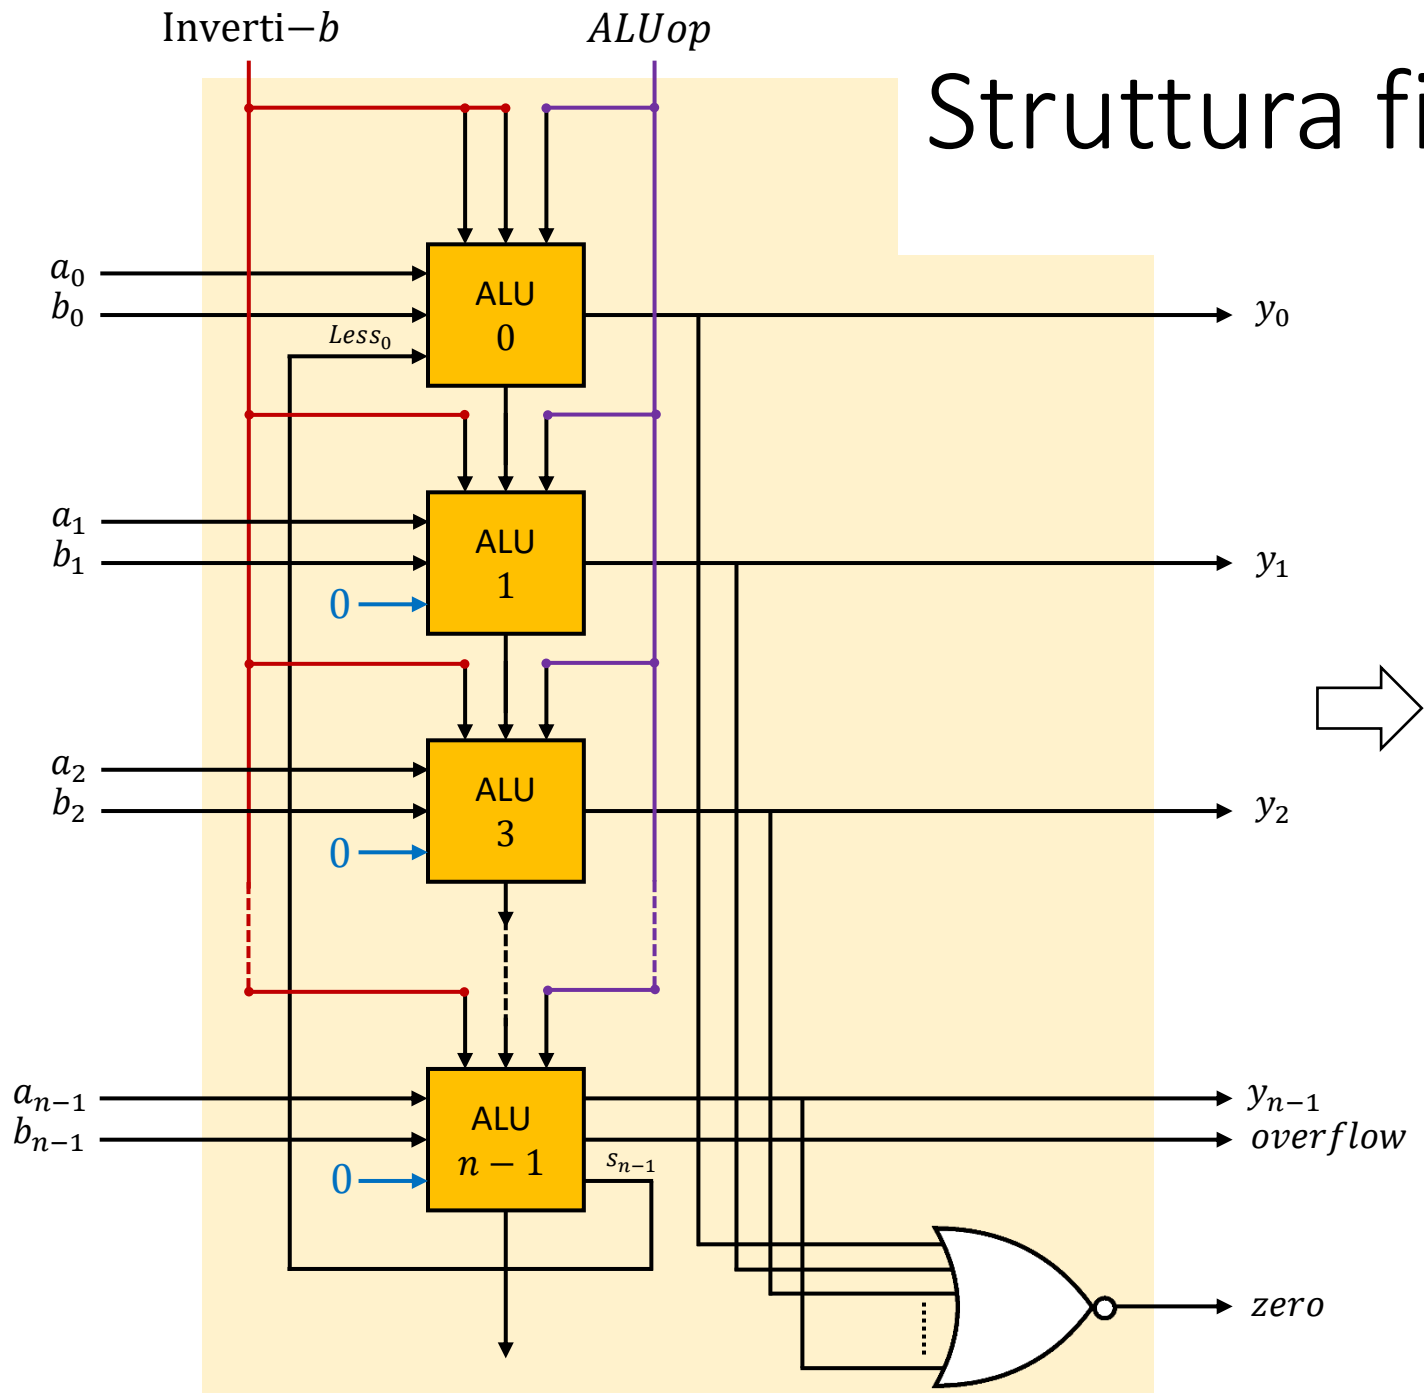 Inverti−b
ALUop
Struttura fi
a₀
b₀
Less₀
ALU
0
y₀
a₁
b₁
0
ALU
1
y₁
a₂
b₂
0
ALU
3
y₂
aₙ₋₁
bₙ₋₁
0
ALU
n − 1
sₙ₋₁
yₙ₋₁
overflow
zero